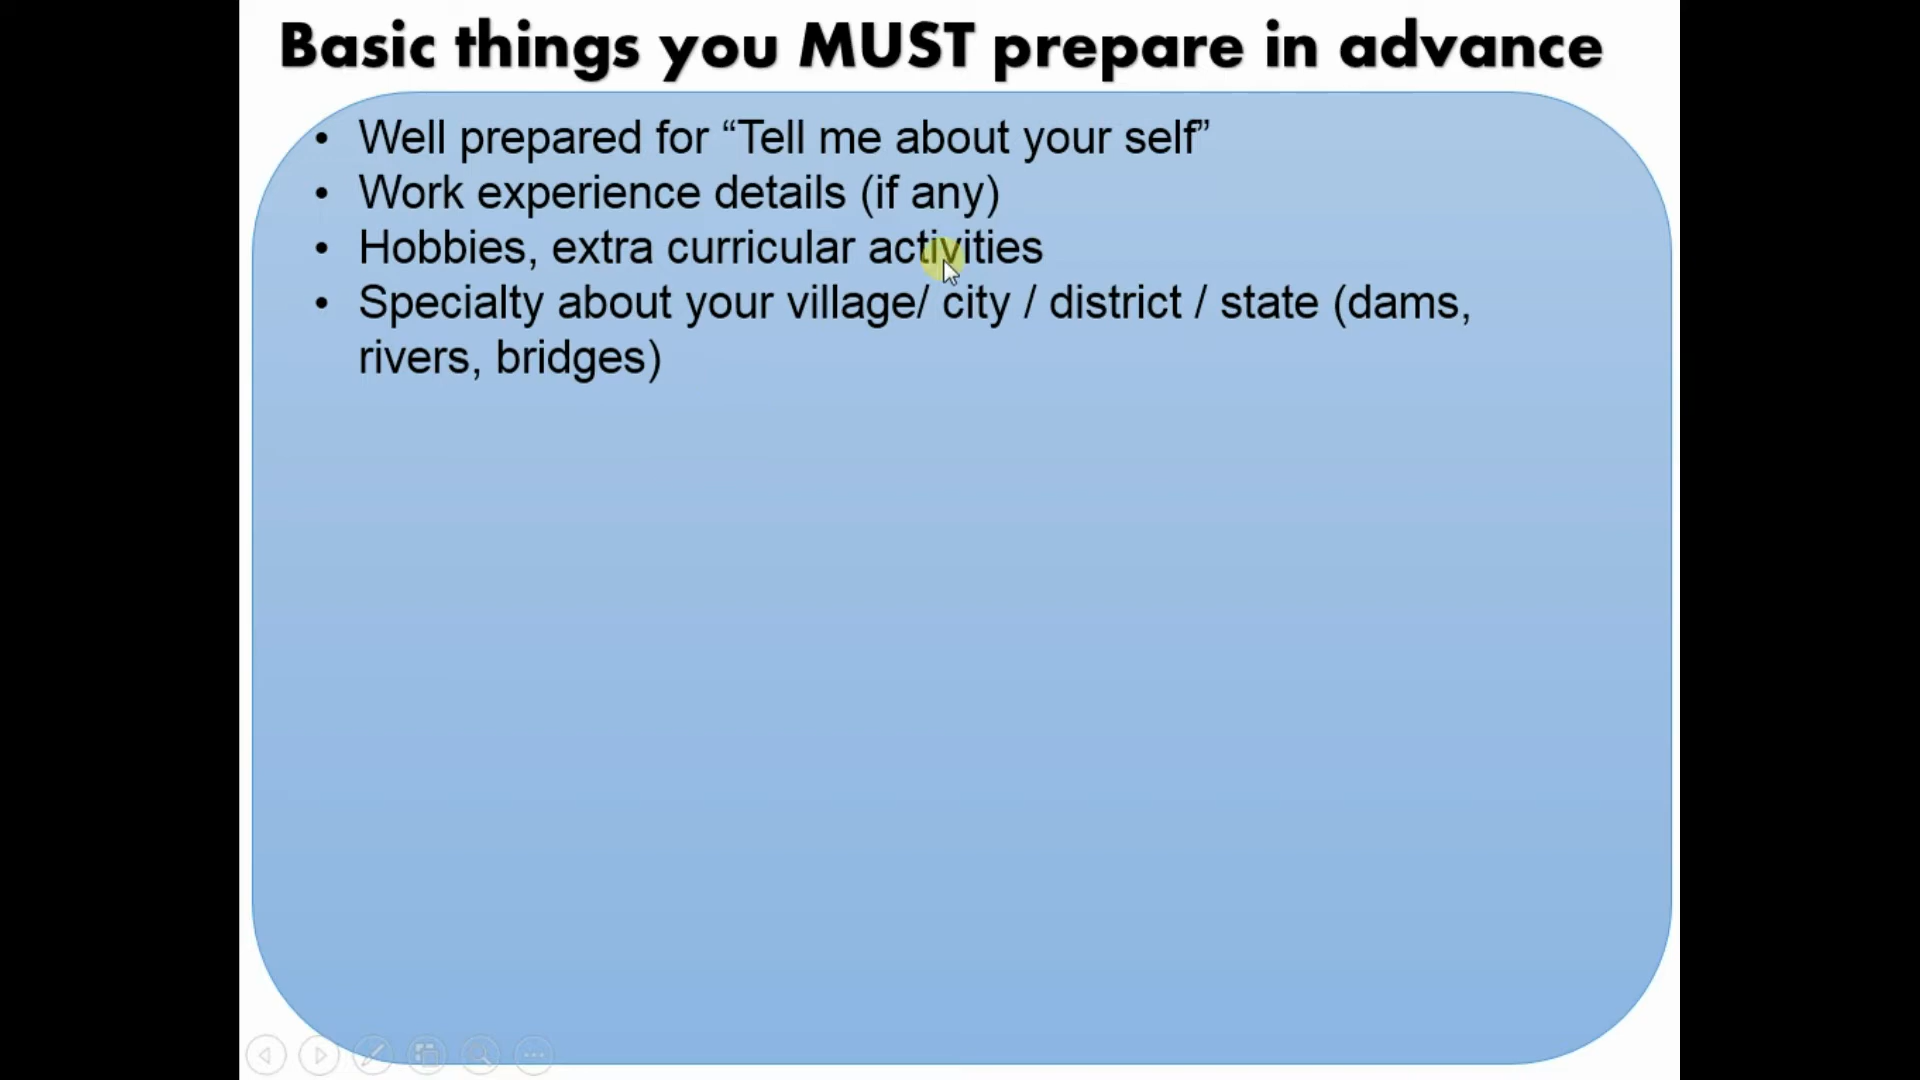 Basic things you MUST prepare in advance
• Well prepared for “Tell me about your self”
• Work experience details (if any)
• Hobbies, extra curricular activities
• Specialty about your village/ city / district / state (dams,
rivers, bridges)